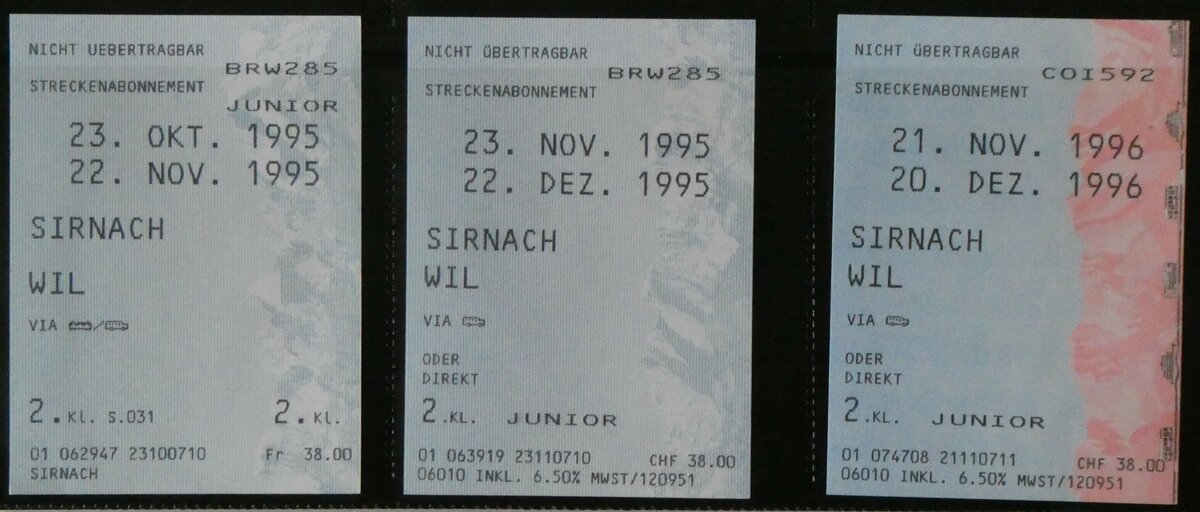 NICHT UEBERTRAGBAR
BRW285
STRECKENABONNEMENT
JUNIOR
23. OKT. 1995
22. NOV. 1995
SIRNACH
WIL
VIA /
2.KL. S.031 2.KL.
01 062947 23100710 Fr 38.00
SIRNACH
NICHT ÜBERTRAGBAR
BRW285
STRECKENABONNEMENT
23. NOV. 1995
22. DEZ. 1995
SIRNACH
WIL
VIA
ODER
DIREKT
2.KL. JUNIOR
01 063919 23110710 CHF 38.00
06010 INKL. 6.50% MWST/120951
NICHT ÜBERTRAGBAR
COI592
STRECKENABONNEMENT
21. NOV. 1996
20. DEZ. 1996
SIRNACH
WIL
VIA
ODER
DIREKT
2.KL. JUNIOR
01 074708 21110711 CHF 38.00
06010 INKL. 6.50% MWST/120951